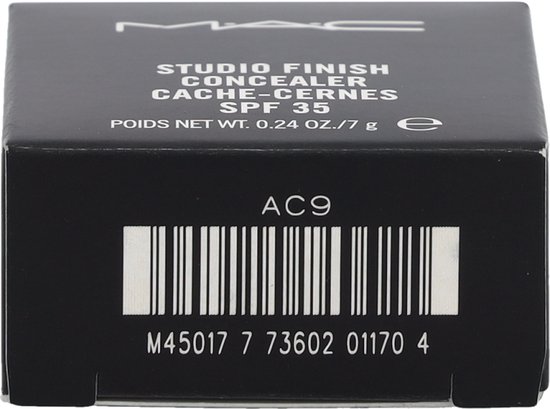 MAC
STUDIO FINISH
CONCEALER
CACHE-CERNES
SPF 35
POIDS NET WT. 0.24 OZ./7 g ℮
AC9
M45017 7 73602 01170 4